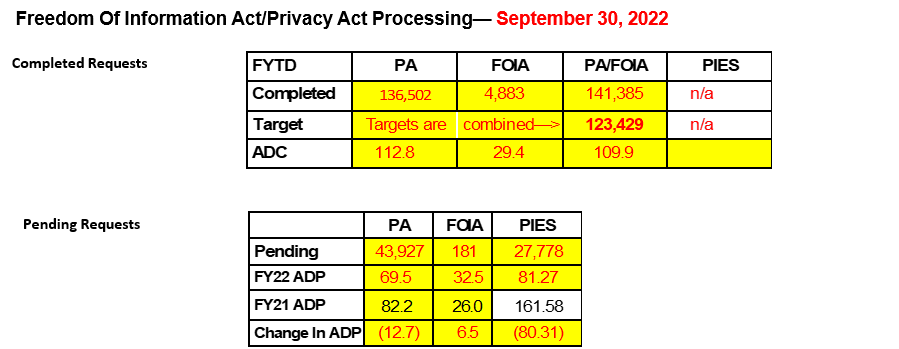 Freedom Of Information Act/Privacy Act Processing— September 30, 2022
Completed Requests
FYTD PA FOIA PA/FOIA PIES
Completed 136,502 4,883 141,385 n/a
Target Targets are combined---> 123,429 n/a
ADC 112.8 29.4 109.9
Pending Requests
PA FOIA PIES
Pending 43,927 181 27,778
FY22 ADP 69.5 32.5 81.27
FY21 ADP 82.2 26.0 161.58
Change In ADP (12.7) 6.5 (80.31)